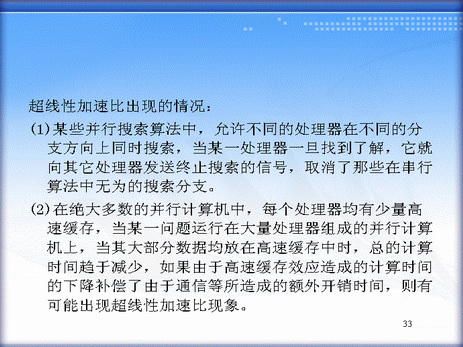 超线性加速比出现的情况：
(1)某些并行搜索算法中，允许不同的处理器在不同的分
支方向上同时搜索，当某一处理器一旦找到了解，它就
向其它处理器发送终止搜索的信号，取消了那些在串行
算法中无为的搜索分支。
(2)在绝大多数的并行计算机中，每个处理器均有少量高
速缓存，当某一问题运行在大量处理器组成的并行计算
机上，当其大部分数据均放在高速缓存中时，总的计算
时间趋于减少，如果由于高速缓存效应造成的计算时间
的下降补偿了由于通信等所造成的额外开销时间，则有
可能出现超线性加速比现象。
33